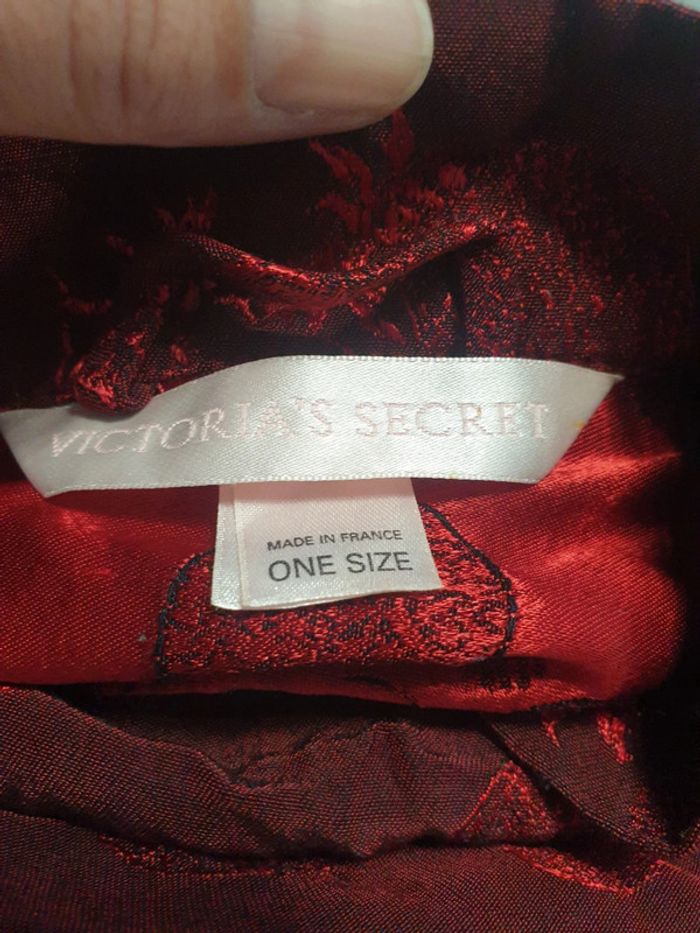 VICTORIA'S SECRET
MADE IN FRANCE
ONE SIZE